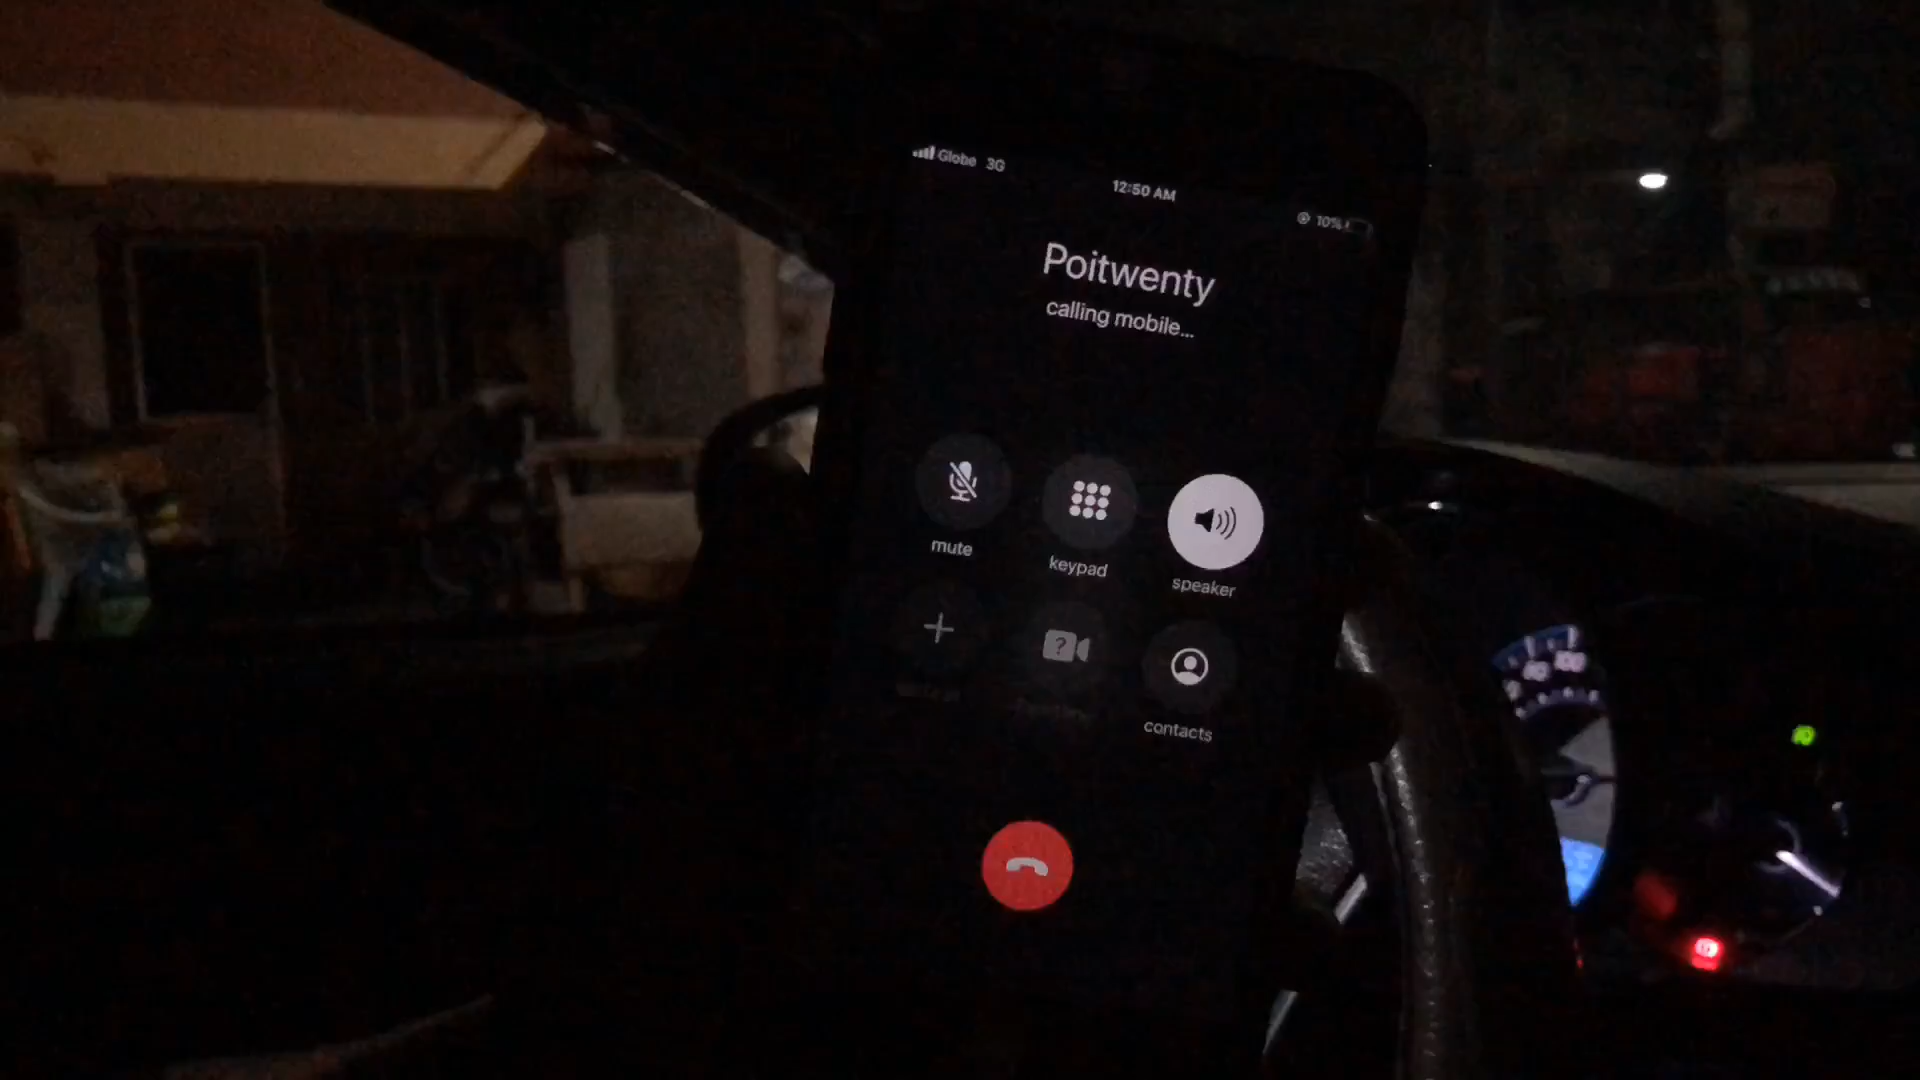 Globe 3G
12:50 AM
10%
Poitwenty
calling mobile...
mute
keypad
speaker
contacts